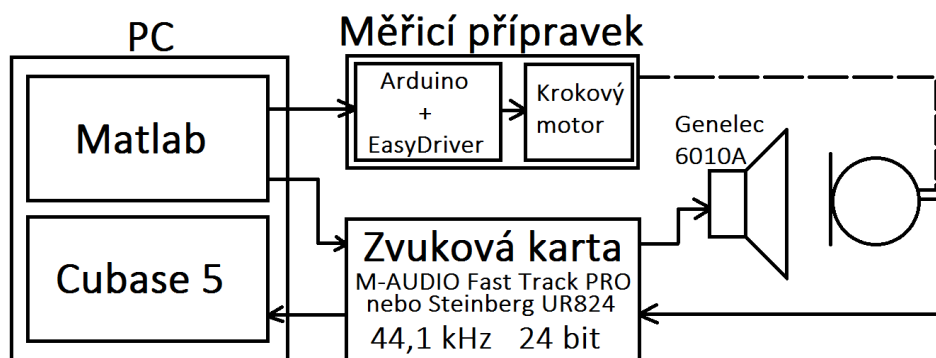 PC
Matlab
Cubase 5
Měřicí přípravek
Arduino
+
EasyDriver
Krokový
motor
Genelec
6010A
Zvuková karta
M-AUDIO Fast Track PRO
nebo Steinberg UR824
44,1 kHz 24 bit